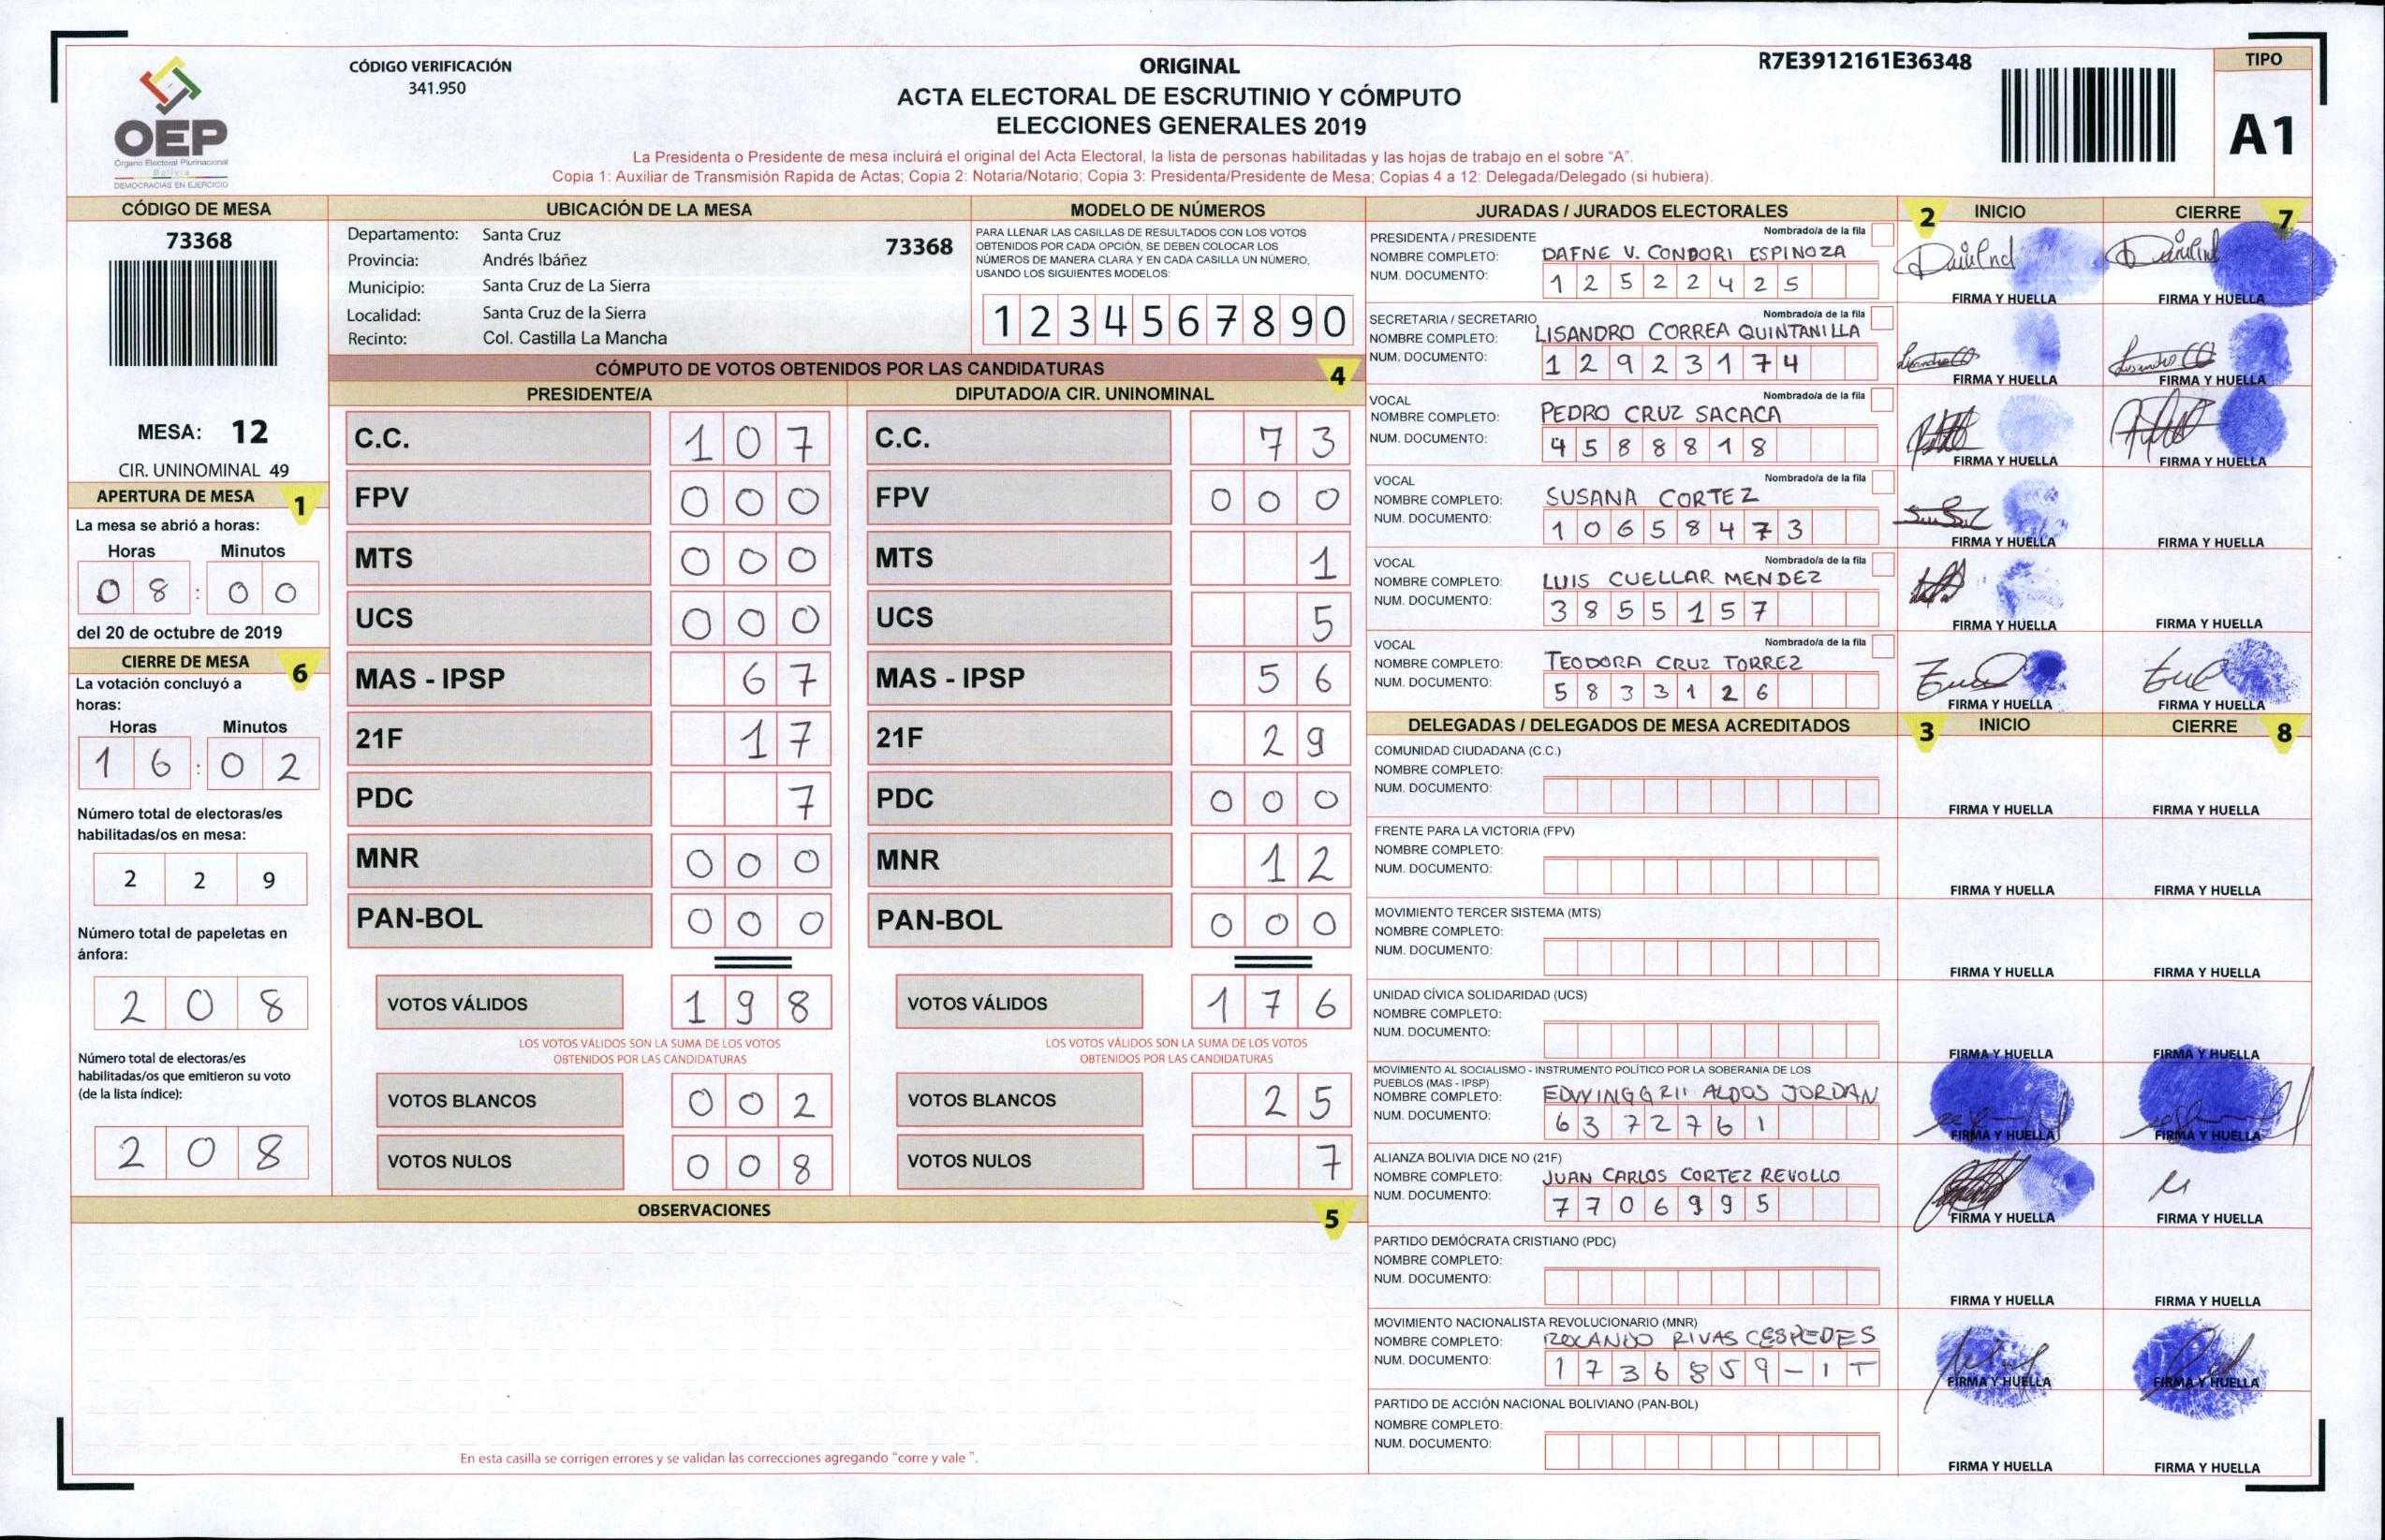 OEP
Órgano Electoral Plurinacional
Bolivia
DEMOCRACIAS EN EJERCICIO
CÓDIGO VERIFICACIÓN
341.950
ORIGINAL
ACTA ELECTORAL DE ESCRUTINIO Y CÓMPUTO
ELECCIONES GENERALES 2019
La Presidenta o Presidente de mesa incluirá el original del Acta Electoral, la lista de personas habilitadas y las hojas de trabajo en el sobre "A".
Copia 1: Auxiliar de Transmisión Rapida de Actas; Copia 2: Notaria/Notario; Copia 3: Presidenta/Presidente de Mesa; Copias 4 a 12: Delegada/Delegado (si hubiera).
R7E3912161E36348
TIPO
A1
CÓDIGO DE MESA
73368
MESA: 12
CIR. UNINOMINAL 49
APERTURA DE MESA 1
La mesa se abrió a horas:
Horas Minutos
0 8 : 0 0
del 20 de octubre de 2019
CIERRE DE MESA 6
La votación concluyó a
horas:
Horas Minutos
1 6 : 0 2
Número total de electoras/es
habilitadas/os en mesa:
2 2 9
Número total de papeletas en
ánfora:
2 0 8
Número total de electoras/es
habilitadas/os que emitieron su voto
(de la lista índice):
2 0 8
UBICACIÓN DE LA MESA
Departamento: Santa Cruz
73368
Provincia: Andrés Ibáñez
Municipio: Santa Cruz de La Sierra
Localidad: Santa Cruz de la Sierra
Recinto: Col. Castilla La Mancha
MODELO DE NÚMEROS
PARA LLENAR LAS CASILLAS DE RESULTADOS CON LOS VOTOS
OBTENIDOS POR CADA OPCIÓN, SE DEBEN COLOCAR LOS
NÚMEROS DE MANERA CLARA Y EN CADA CASILLA UN NÚMERO,
USANDO LOS SIGUIENTES MODELOS:
1 2 3 4 5 6 7 8 9 0
CÓMPUTO DE VOTOS OBTENIDOS POR LAS CANDIDATURAS 4
PRESIDENTE/A DIPUTADO/A CIR. UNINOMINAL
C.C. 1 0 7 C.C. 7 3
FPV 0 0 0 FPV 0 0 0
MTS 0 0 0 MTS 1
UCS 0 0 0 UCS 5
MAS - IPSP 6 7 MAS - IPSP 5 6
21F 1 7 21F 2 9
PDC 7 PDC 0 0 0
MNR 0 0 0 MNR 1 2
PAN-BOL 0 0 0 PAN-BOL 0 0 0
VOTOS VÁLIDOS 1 9 8 VOTOS VÁLIDOS 1 7 6
LOS VOTOS VÁLIDOS SON LA SUMA DE LOS VOTOS
OBTENIDOS POR LAS CANDIDATURAS
LOS VOTOS VÁLIDOS SON LA SUMA DE LOS VOTOS
OBTENIDOS POR LAS CANDIDATURAS
VOTOS BLANCOS 0 0 2 VOTOS BLANCOS 2 5
VOTOS NULOS 0 0 8 VOTOS NULOS 7
OBSERVACIONES 5
En esta casilla se corrigen errores y se validan las correcciones agregando "corre y vale ".
JURADAS / JURADOS ELECTORALES 2 INICIO CIERRE 7
PRESIDENTA / PRESIDENTE Nombrado/a de la fila
NOMBRE COMPLETO: DAFNE V. CONDORI ESPINOZA
NUM. DOCUMENTO: 1 2 5 2 2 4 2 5
FIRMA Y HUELLA FIRMA Y HUELLA
SECRETARIA / SECRETARIO Nombrado/a de la fila
NOMBRE COMPLETO: LISANDRO CORREA QUINTANILLA
NUM. DOCUMENTO: 1 2 9 2 3 1 7 4
FIRMA Y HUELLA FIRMA Y HUELLA
VOCAL Nombrado/a de la fila
NOMBRE COMPLETO: PEDRO CRUZ SACACA
NUM. DOCUMENTO: 4 5 8 8 8 1 8
FIRMA Y HUELLA FIRMA Y HUELLA
VOCAL Nombrado/a de la fila
NOMBRE COMPLETO: SUSANA CORTEZ
NUM. DOCUMENTO: 1 0 6 5 8 4 7 3
FIRMA Y HUELLA FIRMA Y HUELLA
VOCAL Nombrado/a de la fila
NOMBRE COMPLETO: LUIS CUELLAR MENDEZ
NUM. DOCUMENTO: 3 8 5 5 1 5 7
FIRMA Y HUELLA FIRMA Y HUELLA
VOCAL Nombrado/a de la fila
NOMBRE COMPLETO: TEODORA CRUZ TORREZ
NUM. DOCUMENTO: 5 8 3 3 1 2 6
FIRMA Y HUELLA FIRMA Y HUELLA
DELEGADAS / DELEGADOS DE MESA ACREDITADOS 3 INICIO CIERRE 8
COMUNIDAD CIUDADANA (C.C.)
NOMBRE COMPLETO:
NUM. DOCUMENTO:
FIRMA Y HUELLA FIRMA Y HUELLA
FRENTE PARA LA VICTORIA (FPV)
NOMBRE COMPLETO:
NUM. DOCUMENTO:
FIRMA Y HUELLA FIRMA Y HUELLA
MOVIMIENTO TERCER SISTEMA (MTS)
NOMBRE COMPLETO:
NUM. DOCUMENTO:
FIRMA Y HUELLA FIRMA Y HUELLA
UNIDAD CÍVICA SOLIDARIDAD (UCS)
NOMBRE COMPLETO:
NUM. DOCUMENTO:
FIRMA Y HUELLA FIRMA Y HUELLA
MOVIMIENTO AL SOCIALISMO - INSTRUMENTO POLÍTICO POR LA SOBERANIA DE LOS
PUEBLOS (MAS - IPSP)
NOMBRE COMPLETO: ALDOS JORDAN
NUM. DOCUMENTO: 6 3 7 2 7 6 1
FIRMA Y HUELLA FIRMA Y HUELLA
ALIANZA BOLIVIA DICE NO (21F)
NOMBRE COMPLETO: JUAN CARLOS CORTEZ REVOLLO
NUM. DOCUMENTO: 7 7 0 6 9 9 5
FIRMA Y HUELLA FIRMA Y HUELLA
PARTIDO DEMÓCRATA CRISTIANO (PDC)
NOMBRE COMPLETO:
NUM. DOCUMENTO:
FIRMA Y HUELLA FIRMA Y HUELLA
MOVIMIENTO NACIONALISTA REVOLUCIONARIO (MNR)
NOMBRE COMPLETO: ROLANDO RIVAS CESPEDES
NUM. DOCUMENTO: 1 7 3 6 8 5 9 - 1 T
FIRMA Y HUELLA FIRMA Y HUELLA
PARTIDO DE ACCIÓN NACIONAL BOLIVIANO (PAN-BOL)
NOMBRE COMPLETO:
NUM. DOCUMENTO:
FIRMA Y HUELLA FIRMA Y HUELLA